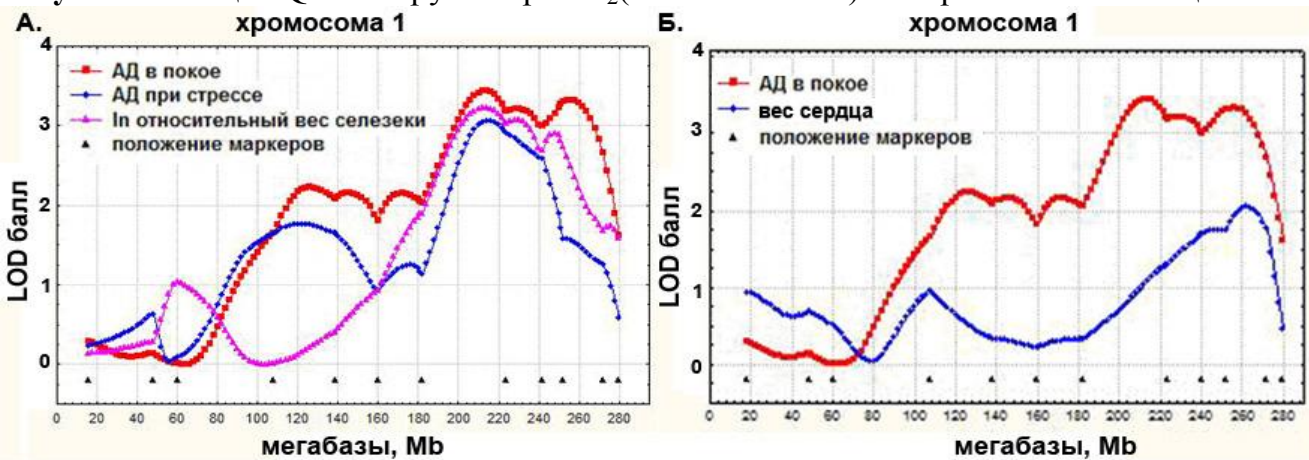 А.
хромосома 1
LOD балл
4
3
2
1
0
АД в покое
АД при стрессе
ln относительный вес селезеки
положение маркеров
0 20 40 60 80 100 120 140 160 180 200 220 240 260 280
мегабазы, Mb
Б.
хромосома 1
LOD балл
4
3
2
1
0
АД в покое
вес сердца
положение маркеров
0 20 40 60 80 100 120 140 160 180 200 220 240 260 280
мегабазы, Mb